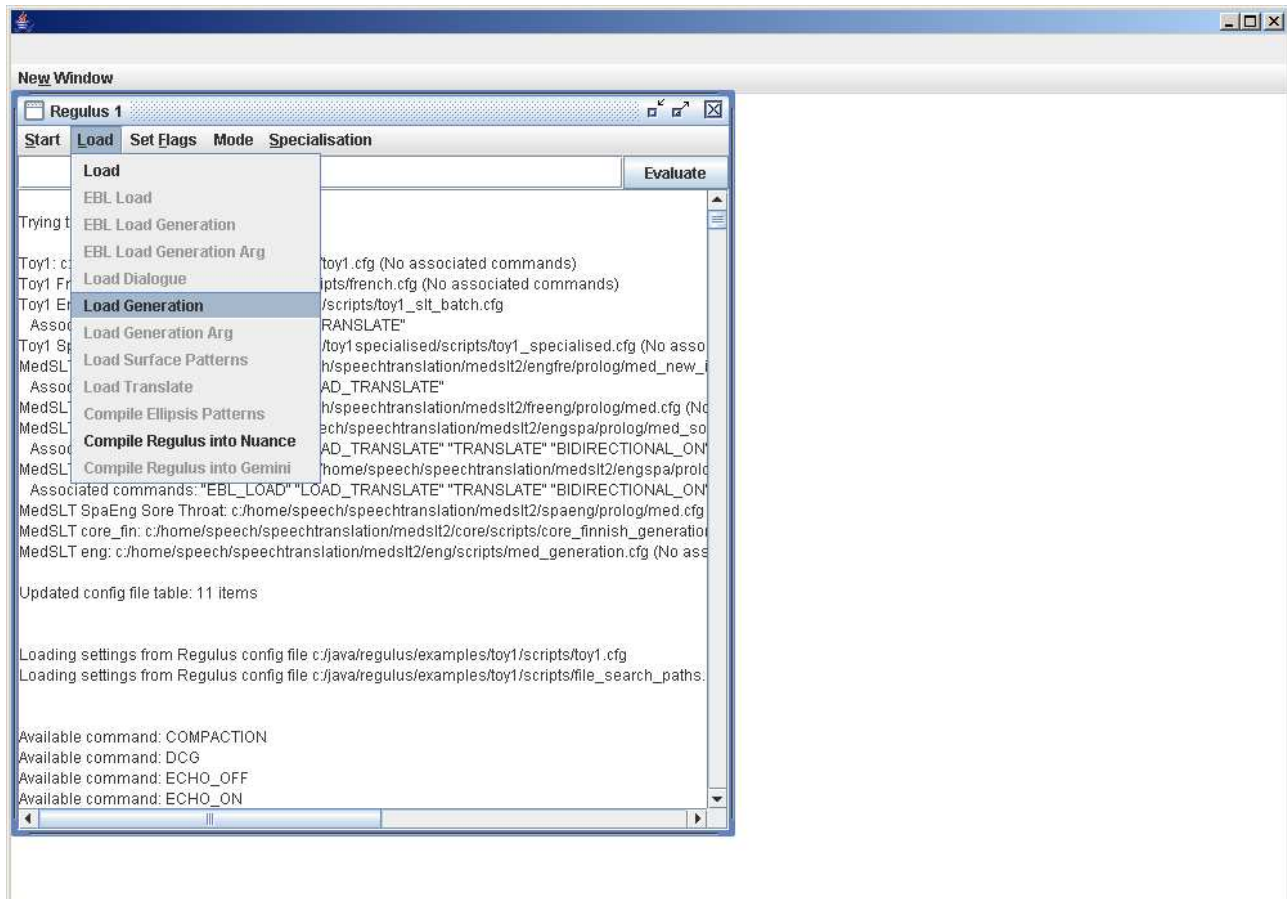 New Window
Regulus 1
Start Load Set Flags Mode Specialisation
Evaluate
Load
EBL Load
EBL Load Generation
EBL Load Generation Arg
Load Dialogue
Load Generation
Load Generation Arg
Load Surface Patterns
Load Translate
Compile Ellipsis Patterns
Compile Regulus into Nuance
Compile Regulus into Gemini
Trying t
Toy1: c: /toy1.cfg (No associated commands)
Toy1 Fr ipts/french.cfg (No associated commands)
Toy1 En /scripts/toy1_slt_batch.cfg
Assoc RANSLATE"
Toy1 Sp /toy1specialised/scripts/toy1_specialised.cfg (No asso
MedSLT h/speechtranslation/medslt2/engfre/prolog/med_new_i
Assoc AD_TRANSLATE"
MedSLT h/speechtranslation/medslt2/freeng/prolog/med.cfg (No
MedSLT ech/speechtranslation/medslt2/engspa/prolog/med_so
Assoc AD_TRANSLATE" "TRANSLATE" "BIDIRECTIONAL_ON"
MedSLT /home/speech/speechtranslation/medslt2/engspa/prolo
Associated commands: "EBL_LOAD" "LOAD_TRANSLATE" "TRANSLATE" "BIDIRECTIONAL_ON"
MedSLT SpaEng Sore Throat: c:/home/speech/speechtranslation/medslt2/spaeng/prolog/med.cfg
MedSLT core_fin: c:/home/speech/speechtranslation/medslt2/core/scripts/core_finnish_generation
MedSLT eng: c:/home/speech/speechtranslation/medslt2/eng/scripts/med_generation.cfg (No ass
Updated config file table: 11 items
Loading settings from Regulus config file c:/java/regulus/examples/toy1/scripts/toy1.cfg
Loading settings from Regulus config file c:/java/regulus/examples/toy1/scripts/file_search_paths.
Available command: COMPACTION
Available command: DCG
Available command: ECHO_OFF
Available command: ECHO_ON